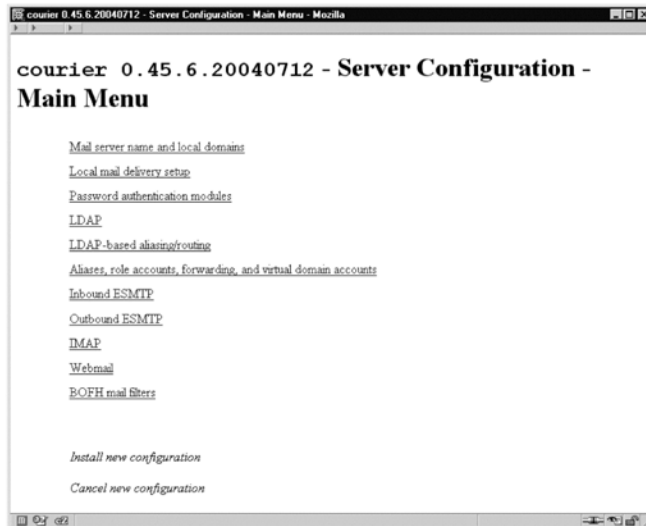 courier 0.45.6.20040712 - Server Configuration - Main Menu - Mozilla
courier 0.45.6.20040712 - Server Configuration -
Main Menu
Mail server name and local domains
Local mail delivery setup
Password authentication modules
LDAP
LDAP-based aliasing/routing
Aliases, role accounts, forwarding, and virtual domain accounts
Inbound ESMTP
Outbound ESMTP
IMAP
Webmail
BOFH mail filters
Install new configuration
Cancel new configuration